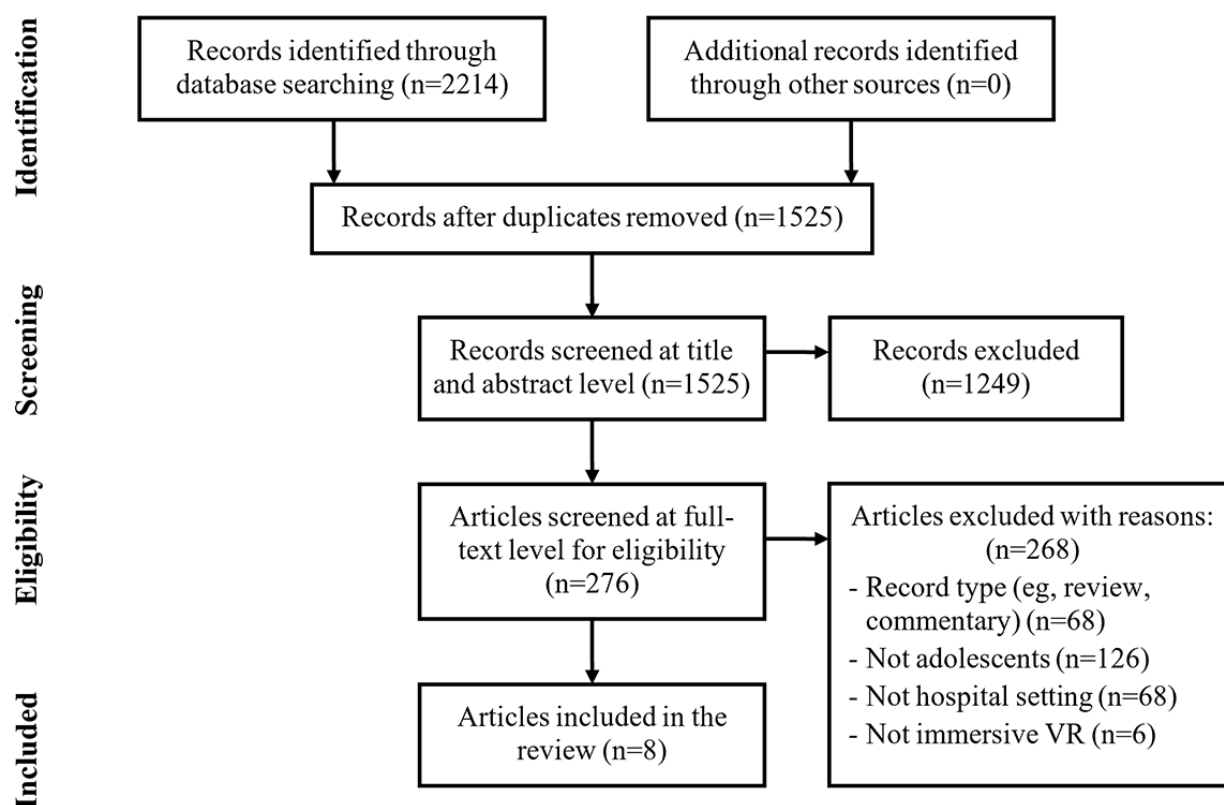 Identification
Records identified through
database searching (n=2214)
Additional records identified
through other sources (n=0)
Records after duplicates removed (n=1525)
Screening
Records screened at title
and abstract level (n=1525)
Records excluded
(n=1249)
Eligibility
Articles screened at full-
text level for eligibility
(n=276)
Articles excluded with reasons:
(n=268)
- Record type (eg, review,
commentary) (n=68)
- Not adolescents (n=126)
- Not hospital setting (n=68)
- Not immersive VR (n=6)
Included
Articles included in the
review (n=8)